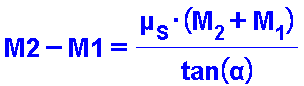 M2 − M1 = μS · (M2 + M1) / tan(α)